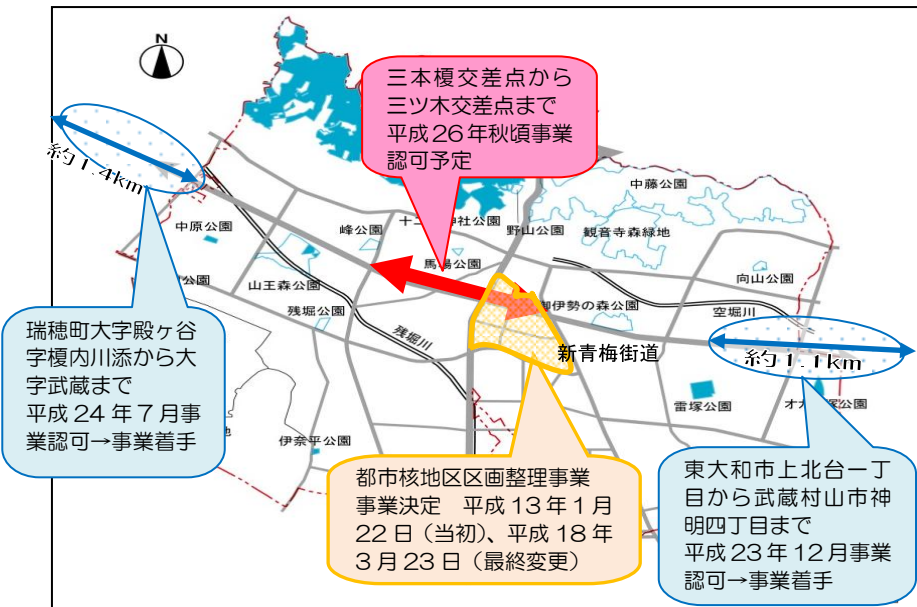 N
三本榎交差点から
三ツ木交差点まで
平成26年秋頃事業
認可予定
約1.4km
中藤公園
中原公園
峰公園
十二
神社公園
野山公園
観音寺森緑地
馬場公園
向山公園
公園
山王森公園
残堀公園
御伊勢の森公園
空堀川
残堀川
新青梅街道
約1.1km
瑞穂町大字殿ヶ谷
字榎内川添から大
字武蔵まで
平成24年7月事
業認可→事業着手
雷塚公園
公園
伊奈平公園
都市核地区区画整理事業
事業決定 平成13年1月
22日(当初)、平成18年
3月23日(最終変更)
東大和市上北台一丁
目から武蔵村山市神
明四丁目まで
平成23年12月事業
認可→事業着手